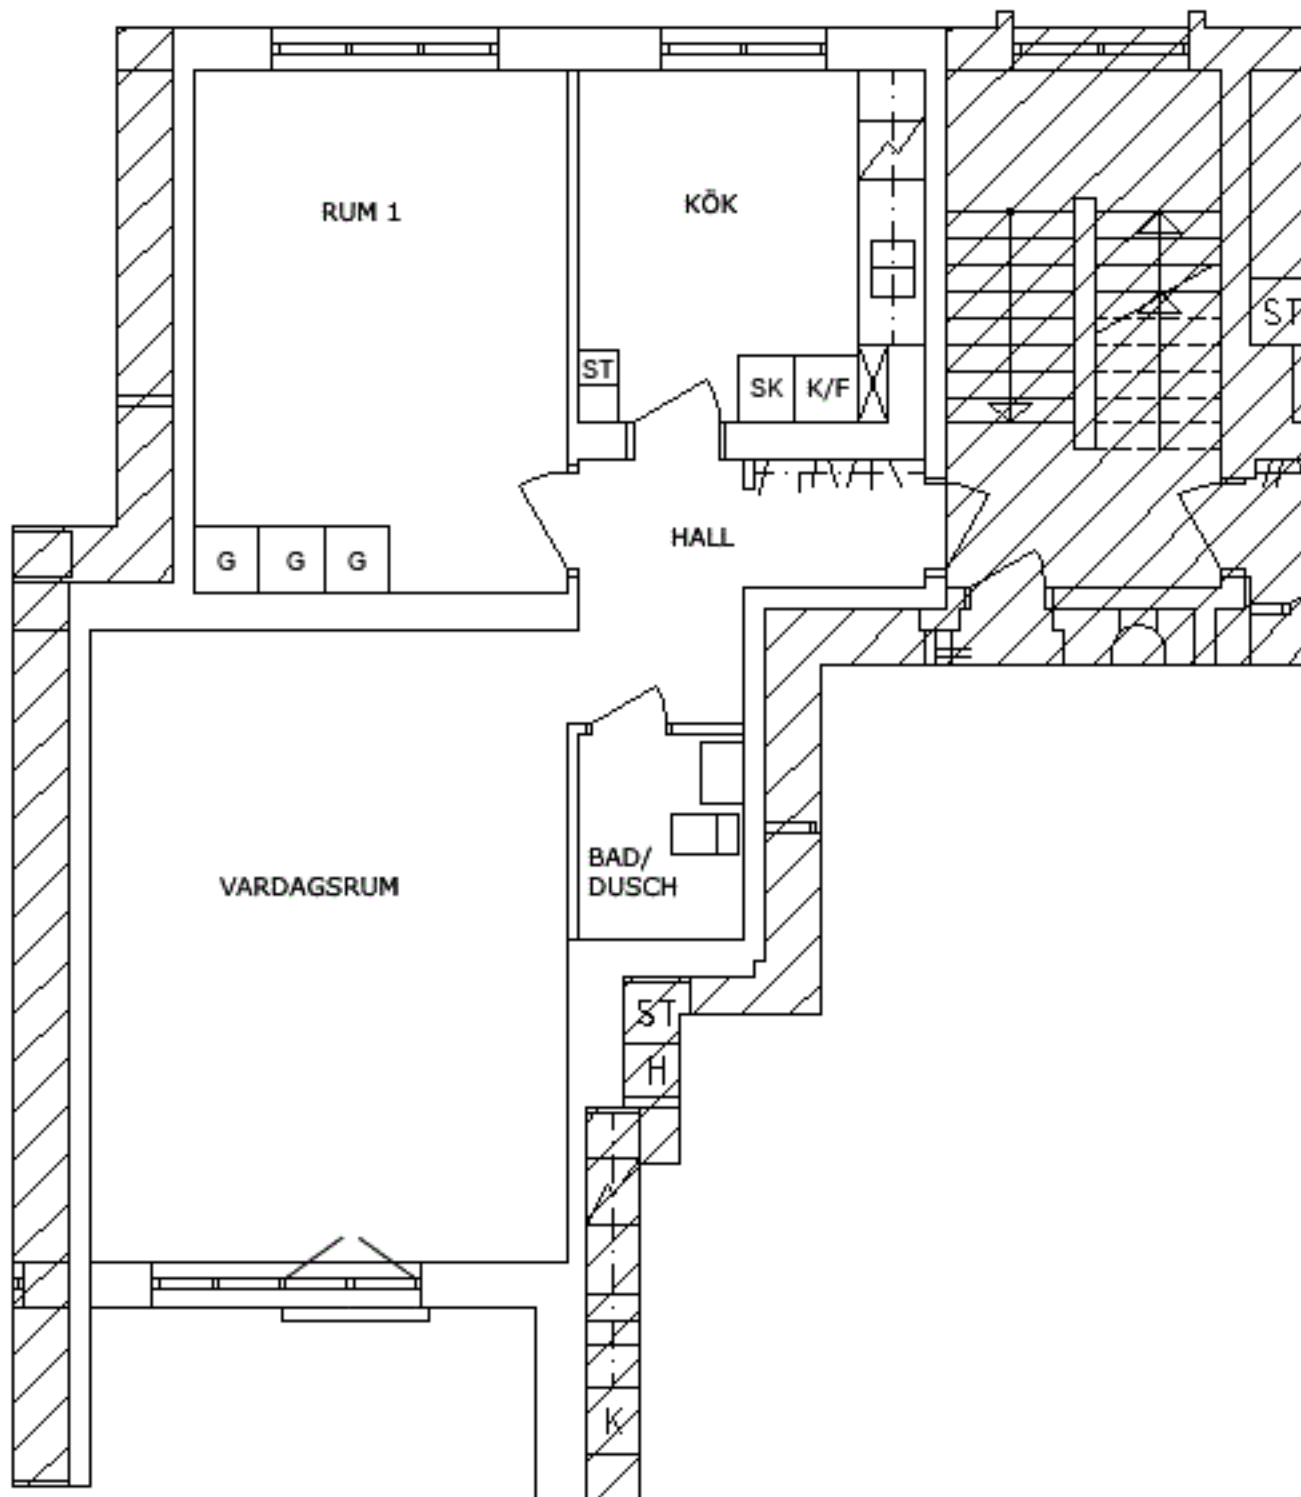 RUM 1
KÖK
ST
ST
SK
K/F
HALL
G
G
G
BAD/
DUSCH
VARDAGSRUM
ST
H
K